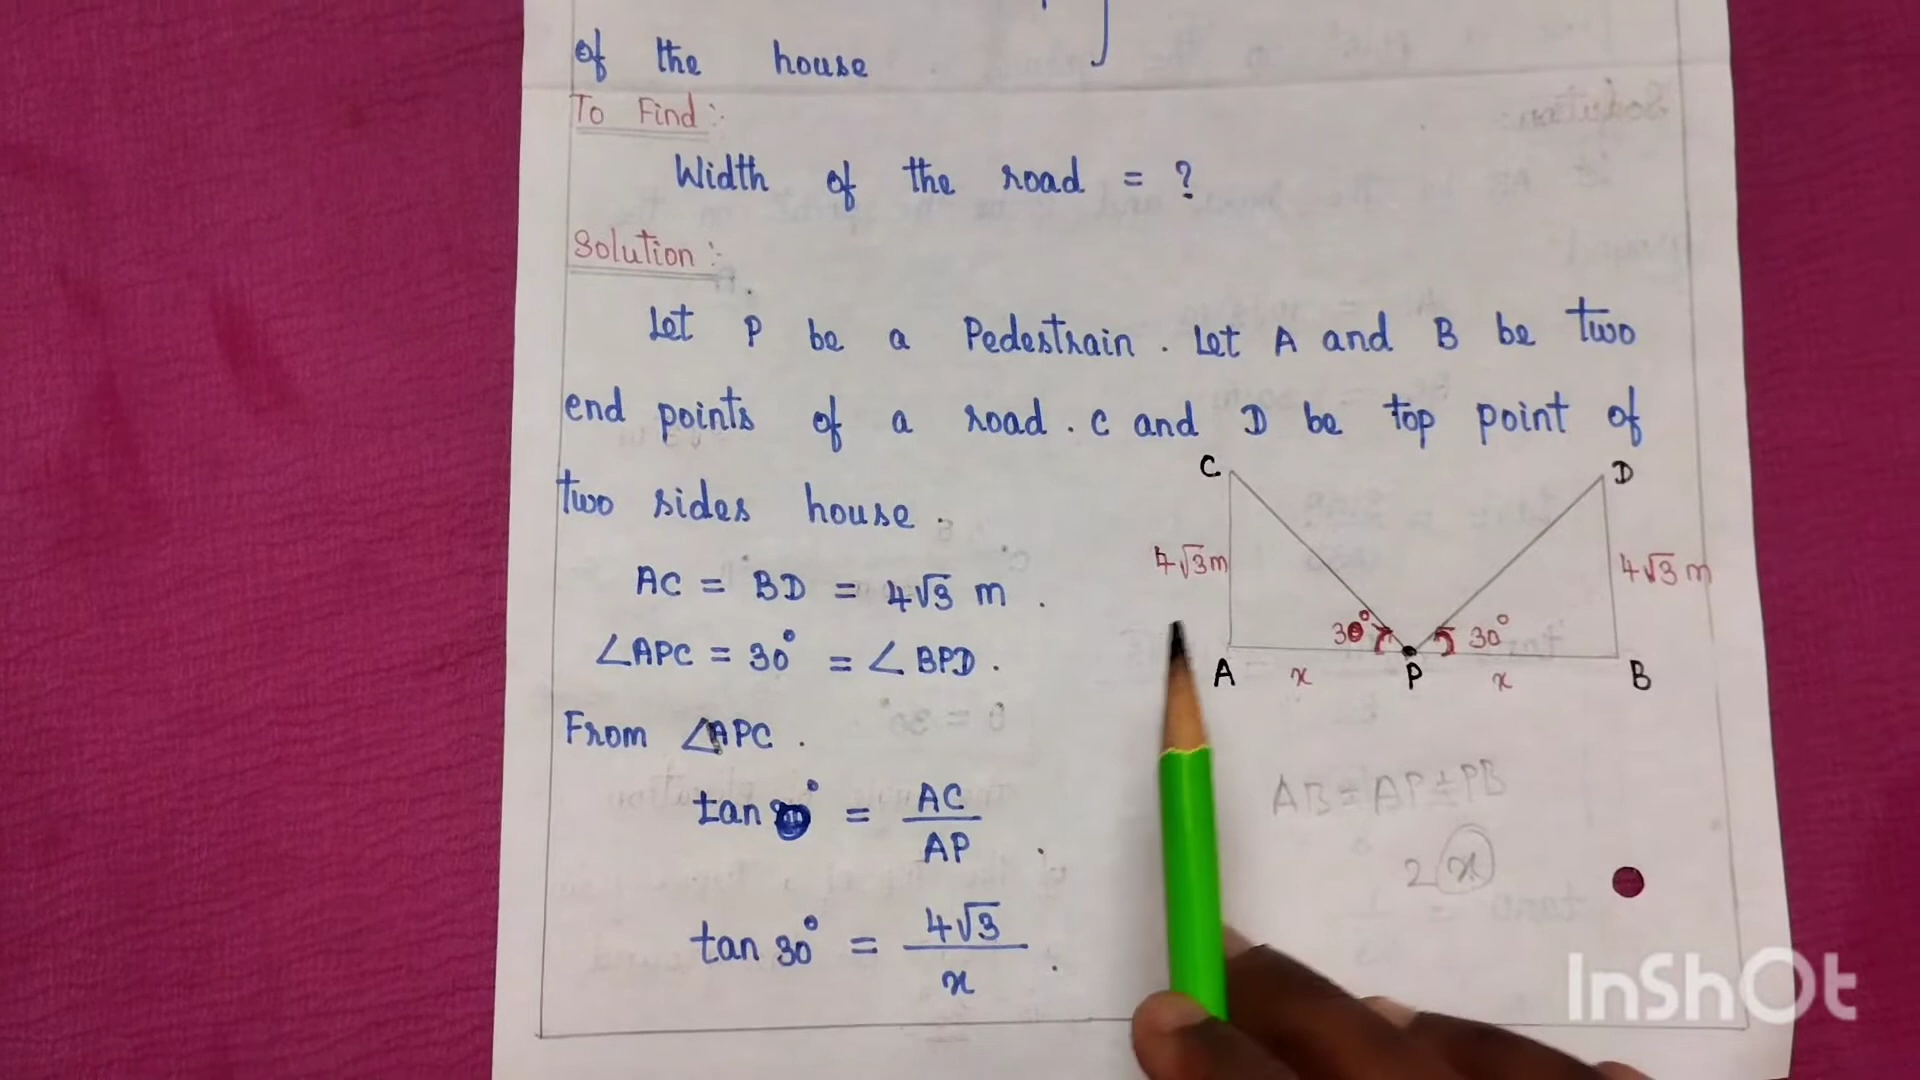 of the house
To Find :-
Width of the road = ?
Solution :-
Let P be a Pedestrain . Let A and B be two
end points of a road . C and D be top point of
two sides house .
C D
4√3m 4√3 m
30° 30°
A x P x B
AC = BD = 4√3 m .
∠APC = 30° = ∠BPD .
From ∠APC .
tan ° = AC / AP .
tan 30° = 4√3 / x .
AB = AP + PB
2 x
InShOt